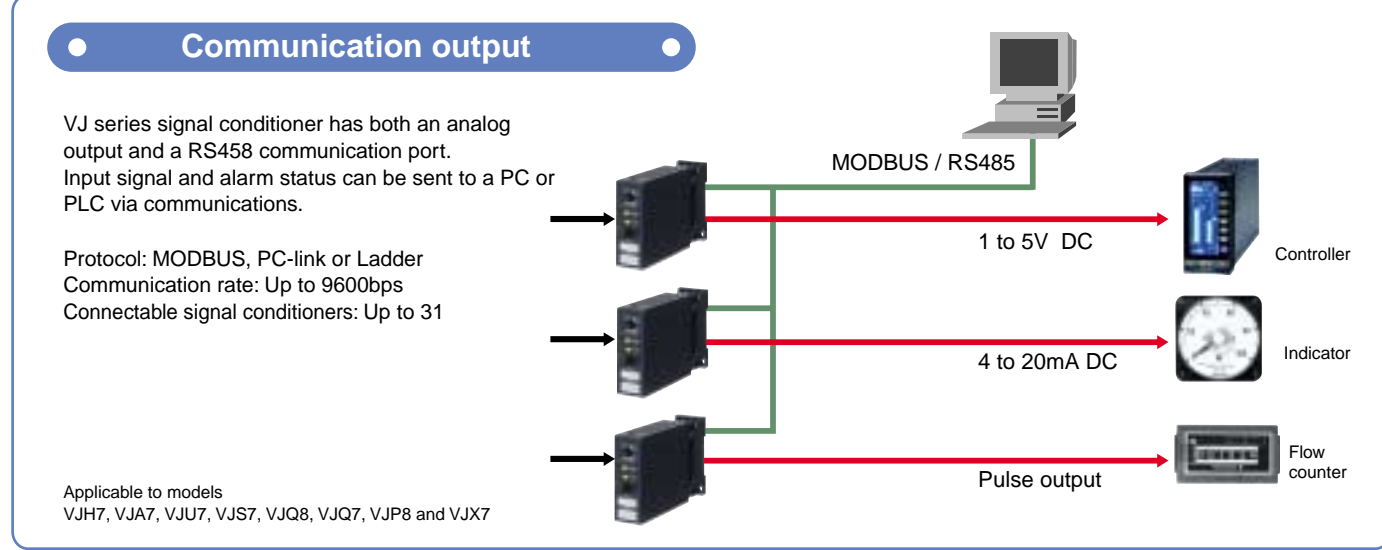 Communication output
VJ series signal conditioner has both an analog
output and a RS458 communication port.
Input signal and alarm status can be sent to a PC or
PLC via communications.
Protocol: MODBUS, PC-link or Ladder
Communication rate: Up to 9600bps
Connectable signal conditioners: Up to 31
Applicable to models
VJH7, VJA7, VJU7, VJS7, VJQ8, VJQ7, VJP8 and VJX7
MODBUS / RS485
1 to 5V DC
Controller
4 to 20mA DC
Indicator
Pulse output
Flow
counter